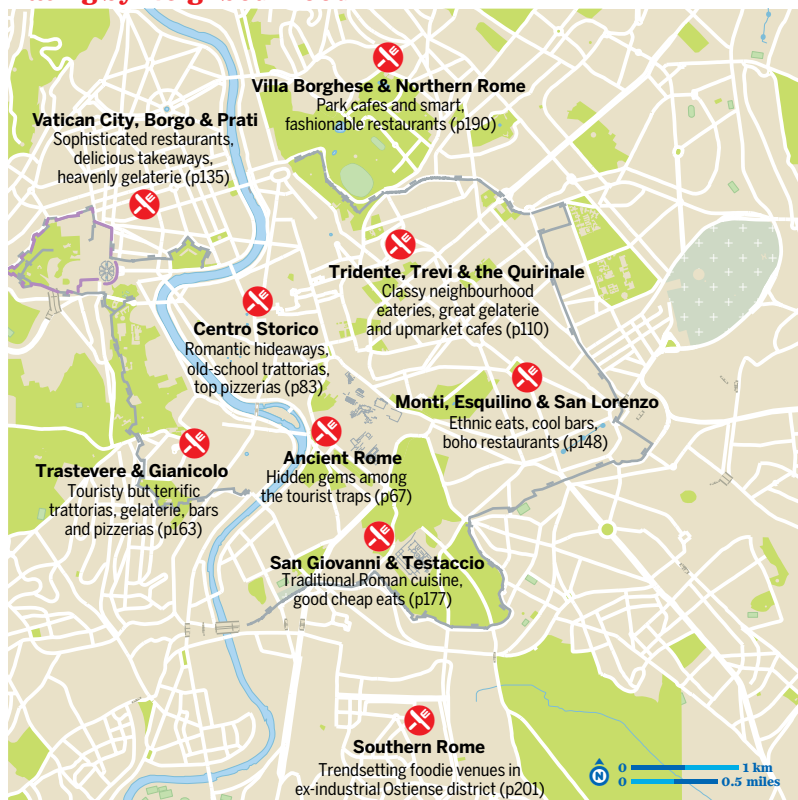 Villa Borghese & Northern Rome
Park cafes and smart,
fashionable restaurants (p190)
Vatican City, Borgo & Prati
Sophisticated restaurants,
delicious takeaways,
heavenly gelaterie (p135)
Tridente, Trevi & the Quirinale
Classy neighbourhood
eateries, great gelaterie
and upmarket cafes (p110)
Centro Storico
Romantic hideaways,
old-school trattorias,
top pizzerias (p83)
Monti, Esquilino & San Lorenzo
Ethnic eats, cool bars,
boho restaurants (p148)
Ancient Rome
Hidden gems among
the tourist traps (p67)
Trastevere & Gianicolo
Touristy but terrific
trattorias, gelaterie, bars
and pizzerias (p163)
San Giovanni & Testaccio
Traditional Roman cuisine,
good cheap eats (p177)
Southern Rome
Trendsetting foodie venues in
ex-industrial Ostiense district (p201)
N
0 1 km
0 0.5 miles